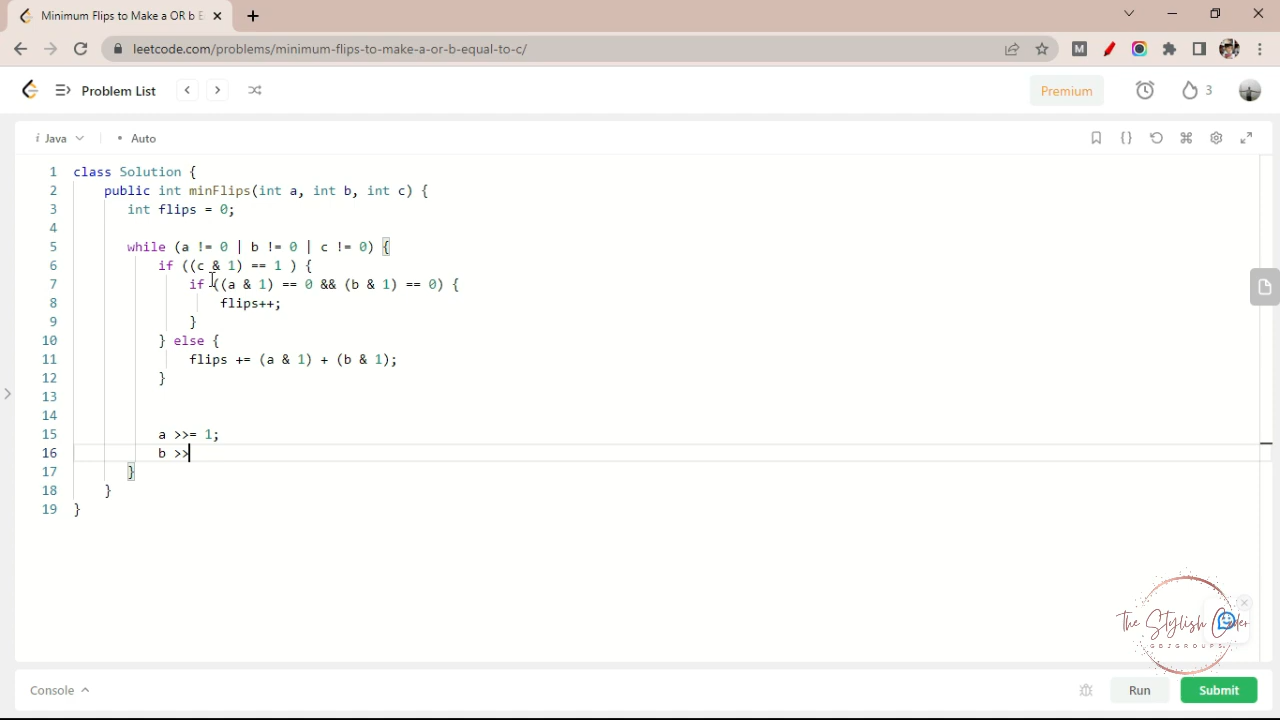 Minimum Flips to Make a OR b E
leetcode.com/problems/minimum-flips-to-make-a-or-b-equal-to-c/
M
Problem List
Premium
3
i Java
• Auto
1 class Solution {
2 public int minFlips(int a, int b, int c) {
3 int flips = 0;
4
5 while (a != 0 | b != 0 | c != 0) {
6 if ((c & 1) == 1 ) {
7 if ((a & 1) == 0 && (b & 1) == 0) {
8 flips++;
9 }
10 } else {
11 flips += (a & 1) + (b & 1);
12 }
13
14
15 a >>= 1;
16 b >>
17 }
18 }
19 }
The Stylish Coder
GBJGROUPS
Console
Run
Submit